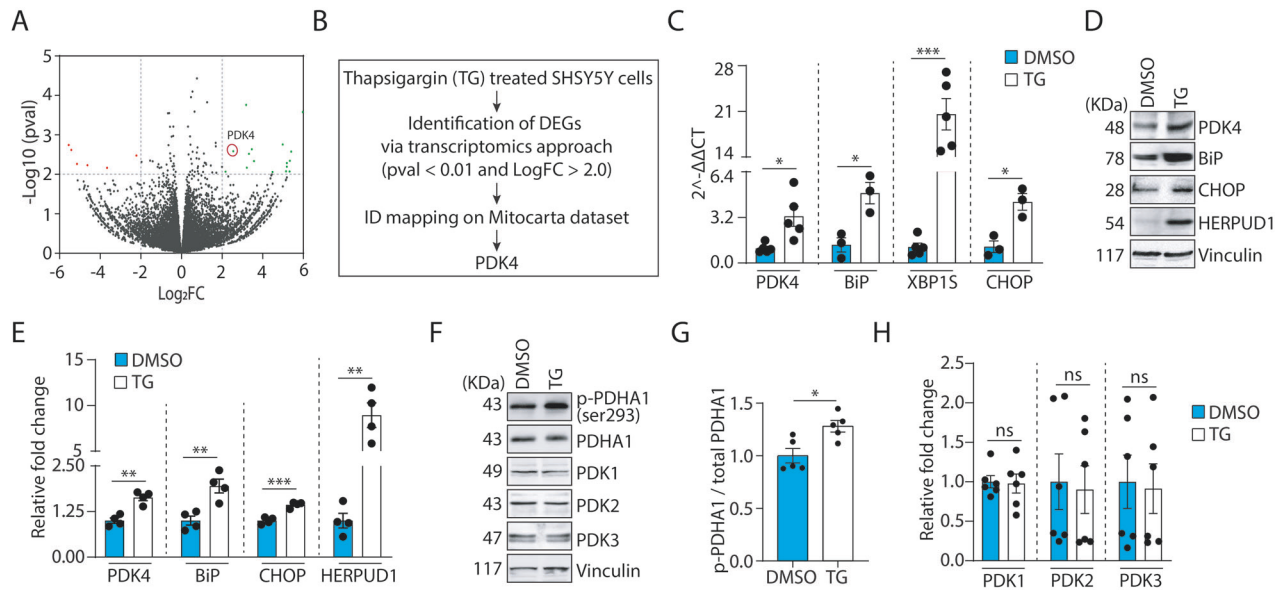 A
5
4
3
2
1
0
-Log10 (pval)
PDK4
-6
-4
-2
0
2
4
6
Log₂FC
B
Thapsigargin (TG) treated SHSY5Y cells
Identification of DEGs
via transcriptomics approach
(pval < 0.01 and LogFC > 2.0)
ID mapping on Mitocarta dataset
PDK4
C
DMSO
TG
28
21
14
6.4
3.2
0.0
2^-ΔΔCT
*
*
***
*
PDK4
BiP
XBP1S
CHOP
D
(KDa)
DMSO
TG
48 PDK4
78 BiP
28 CHOP
54 HERPUD1
117 Vinculin
E
DMSO
TG
15
10
5
2.50
1.25
0.00
Relative fold change
**
**
***
**
PDK4
BiP
CHOP
HERPUD1
F
(KDa)
DMSO
TG
43 p-PDHA1
(ser293)
43 PDHA1
49 PDK1
43 PDK2
47 PDK3
117 Vinculin
G
1.5
1.0
0.5
0.0
p-PDHA1 / total PDHA1
*
DMSO
TG
H
2.5
2.0
1.5
1.0
0.5
0.0
Relative fold change
ns
ns
ns
PDK1
PDK2
PDK3
DMSO
TG